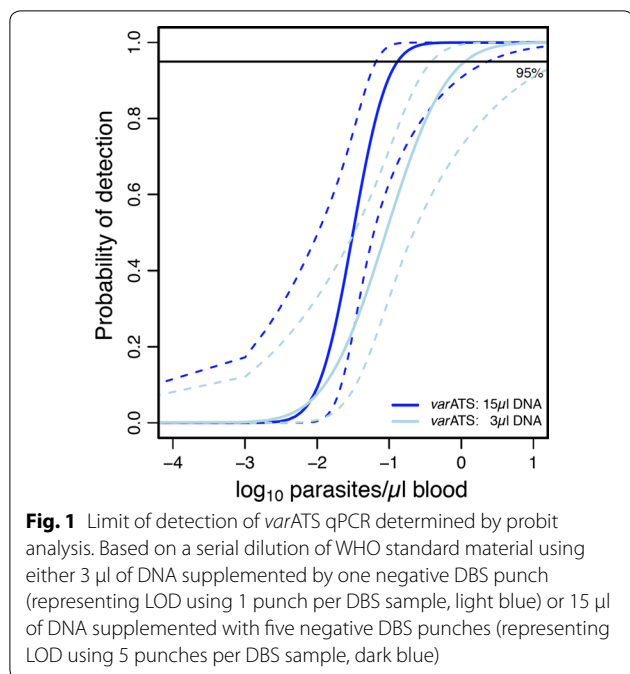 1.0
95%
0.8
0.6
0.4
0.2
0.0
Probability of detection
varATS: 15μl DNA
varATS: 3μl DNA
-4 -3 -2 -1 0 1
log10 parasites/μl blood
Fig. 1 Limit of detection of varATS qPCR determined by probit
analysis. Based on a serial dilution of WHO standard material using
either 3 μl of DNA supplemented by one negative DBS punch
(representing LOD using 1 punch per DBS sample, light blue) or 15 μl
of DNA supplemented with five negative DBS punches (representing
LOD using 5 punches per DBS sample, dark blue)